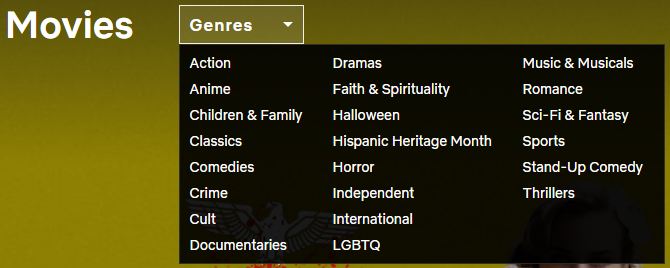 Movies
Genres
Action
Anime
Children & Family
Classics
Comedies
Crime
Cult
Documentaries
Dramas
Faith & Spirituality
Halloween
Hispanic Heritage Month
Horror
Independent
International
LGBTQ
Music & Musicals
Romance
Sci-Fi & Fantasy
Sports
Stand-Up Comedy
Thrillers